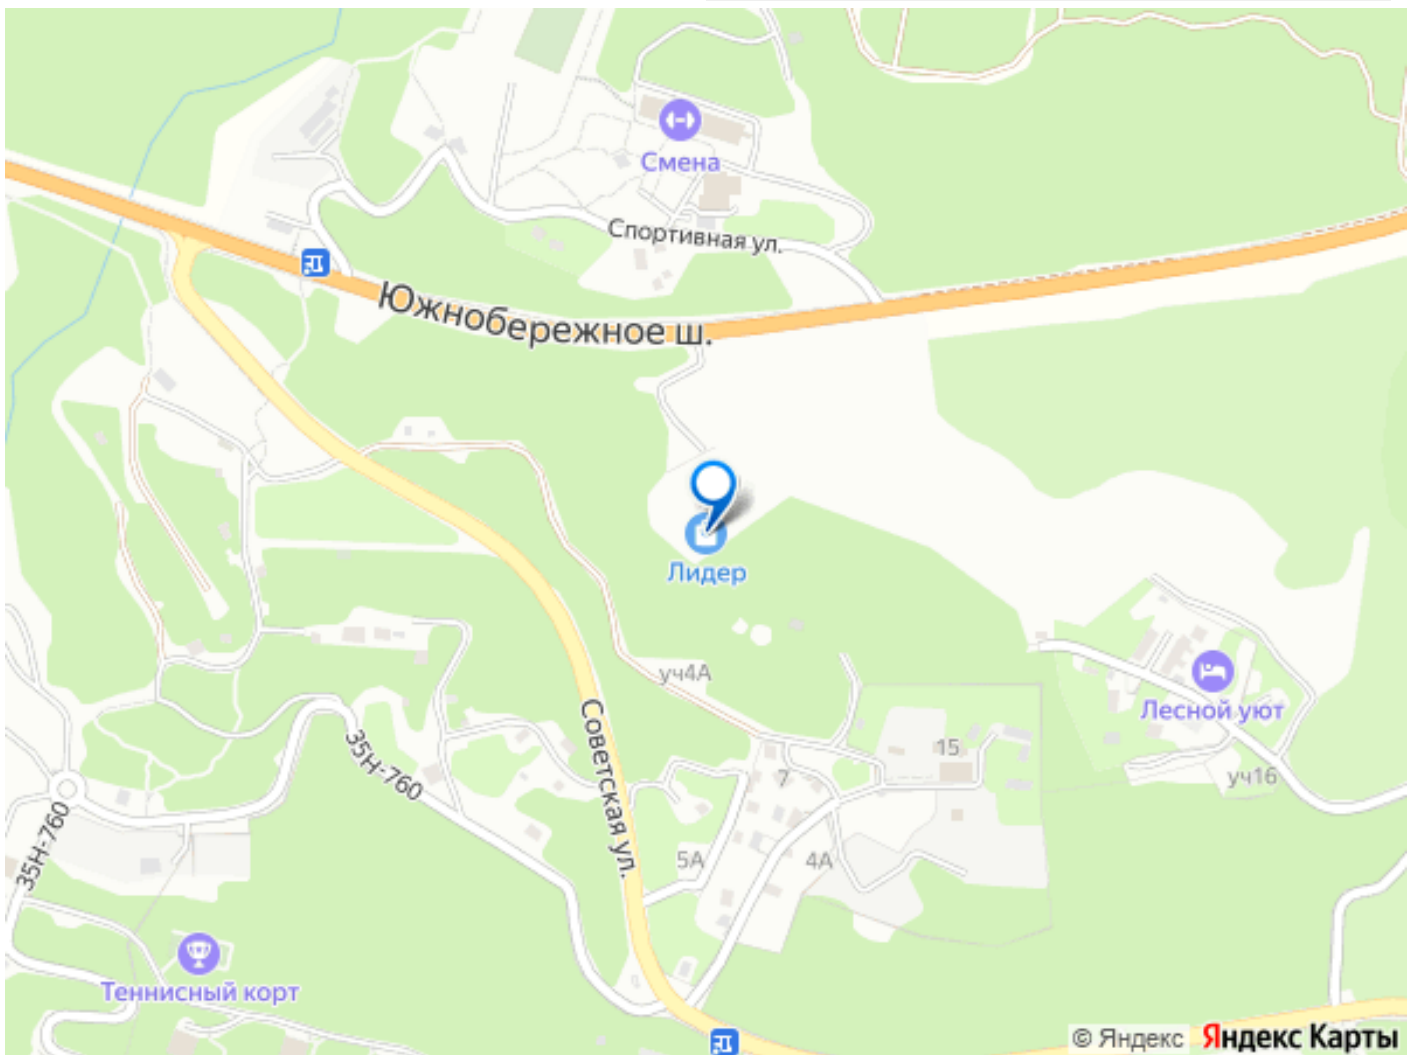 Смена
Спортивная ул.
Южнобережное ш.
Лидер
уч4А
Лесной уют
Советская ул.
35Н-760
15
7
уч16
35Н-760
5А
4А
Теннисный корт
© Яндекс Яндекс Карты